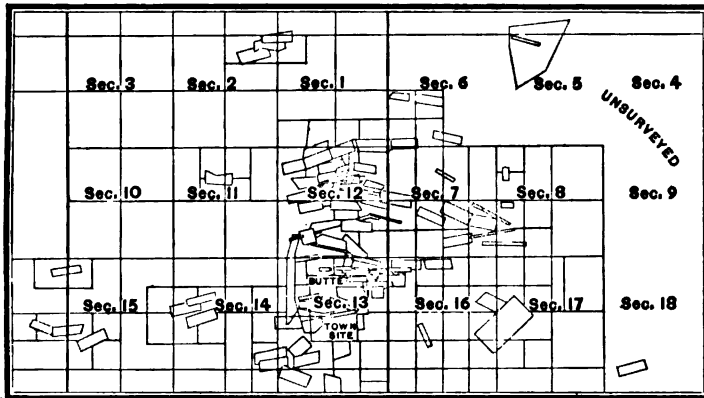 Sec. 3 Sec. 2 Sec. 1 Sec. 6 Sec. 5 Sec. 4
UNSURVEYED
Sec. 10 Sec. 11 Sec. 12 Sec. 7 Sec. 8 Sec. 9
BUTTE
Sec. 15 Sec. 14 Sec. 13 Sec. 16 Sec. 17 Sec. 18
TOWN
SITE